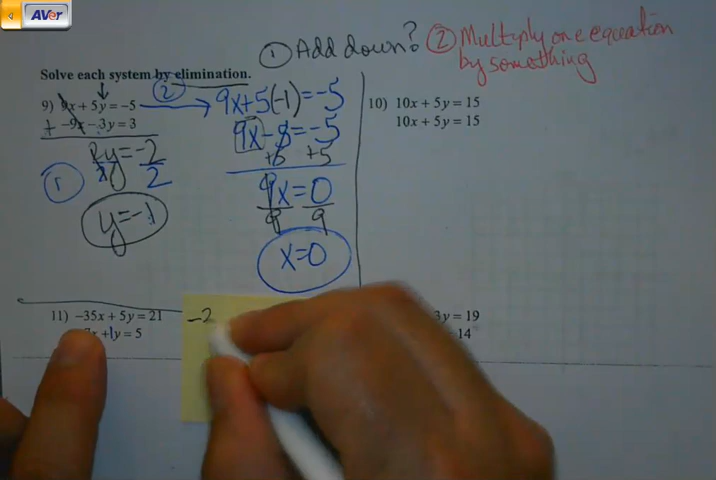 AVer
① Add down? ② Multiply one equation
by something
Solve each system by elimination.
9) 9x + 5y = -5
+ -9x - 3y = 3
2y = -2
2 2
①
y = -1
②
9x+5(-1)=-5
9x-5=-5
+5 +5
9x=0
9 9
x=0
10) 10x + 5y = 15
10x + 5y = 15
11) -35x + 5y = 21
+1y = 5
-2
3y = 19
14